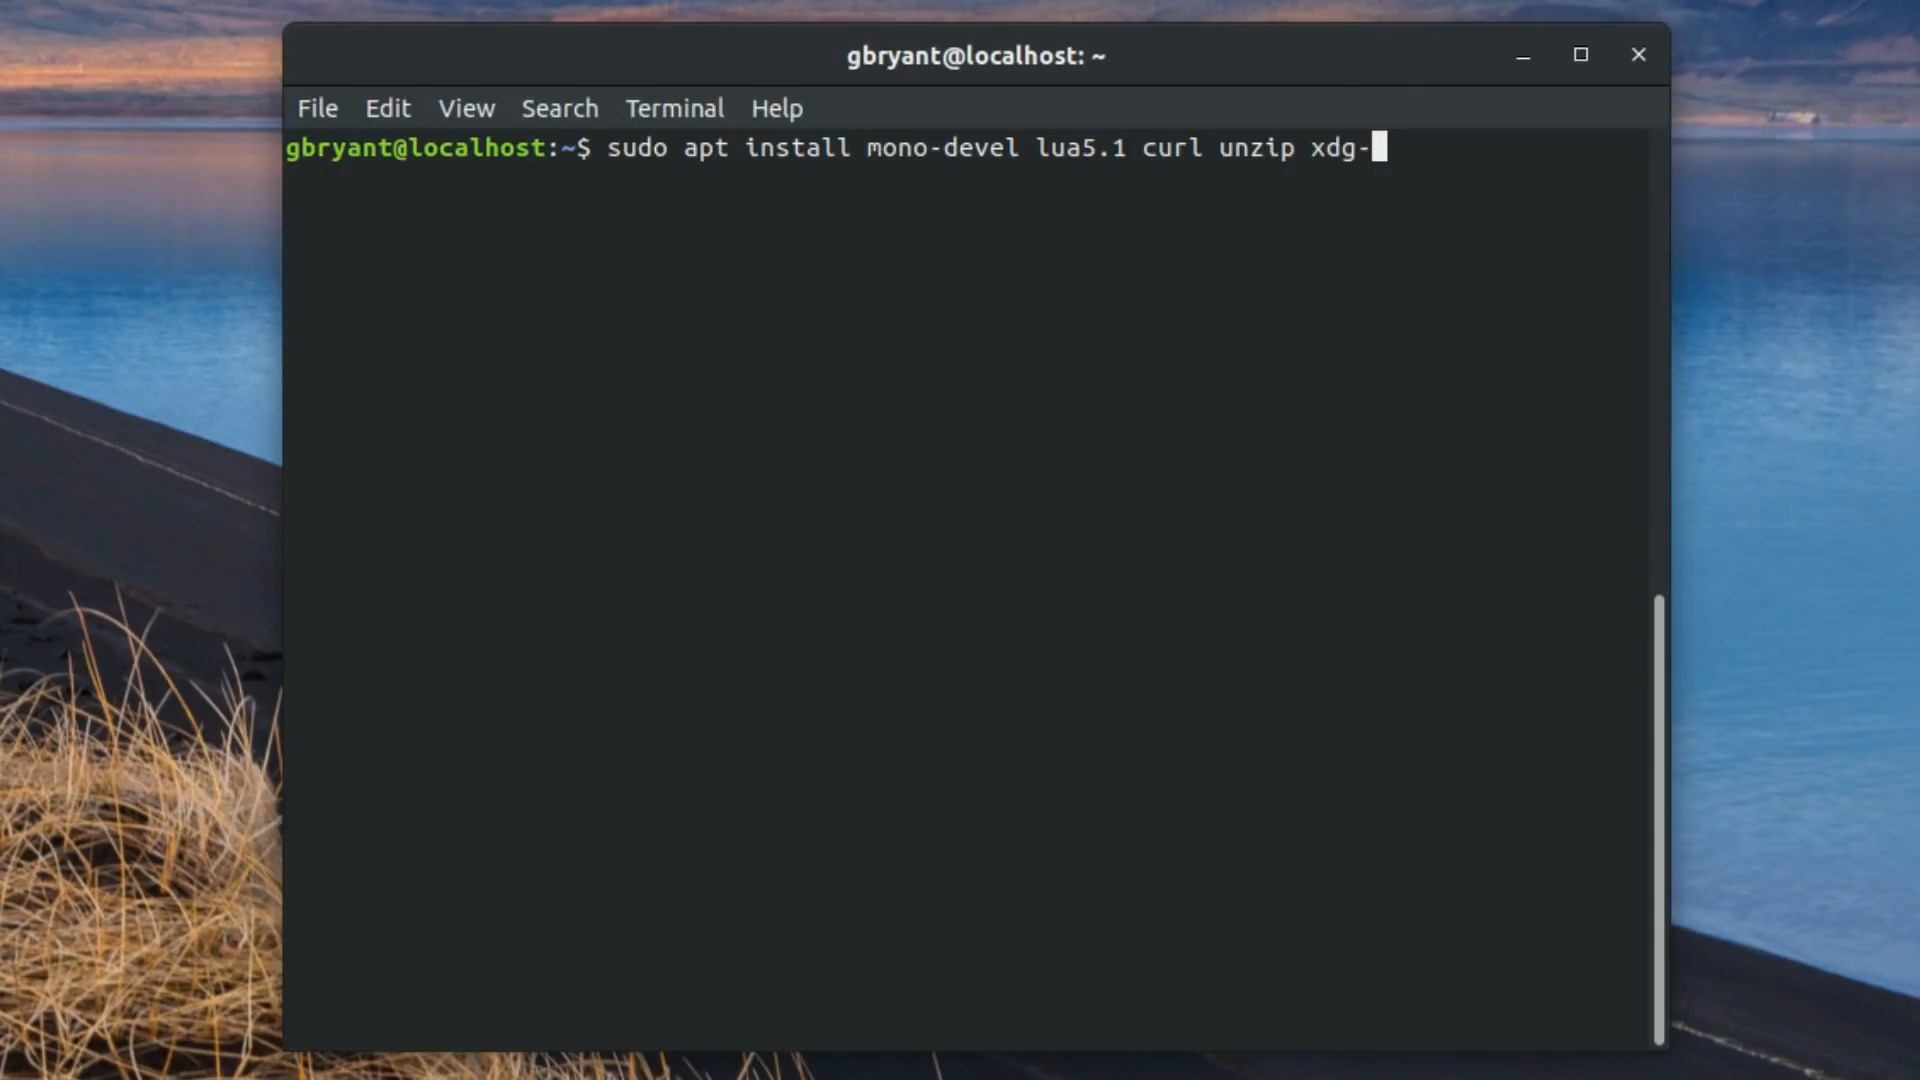 gbryant@localhost: ~
File Edit View Search Terminal Help
gbryant@localhost:~$ sudo apt install mono-devel lua5.1 curl unzip xdg-